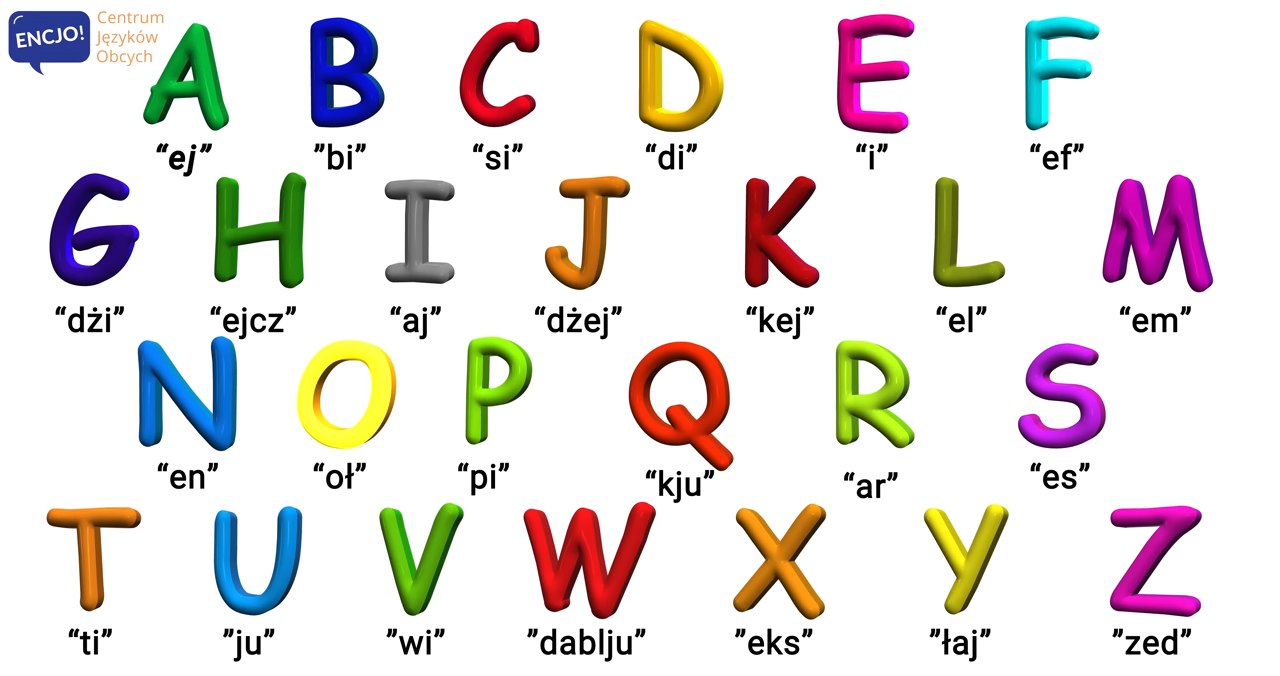 ENCJO!
Centrum
Języków
Obcych
A B C D E F
“ej” ”bi” “si” “di” “i” “ef”
G H I J K L M
“dżi” “ejcz” “aj” “dżej” “kej” “el” “em”
N O P Q R S
“en” “oł” “pi” “kju” “ar” “es”
T U V W X Y Z
“ti” ”ju” “wi” ”dablju” ”eks” ”łaj” ”zed”